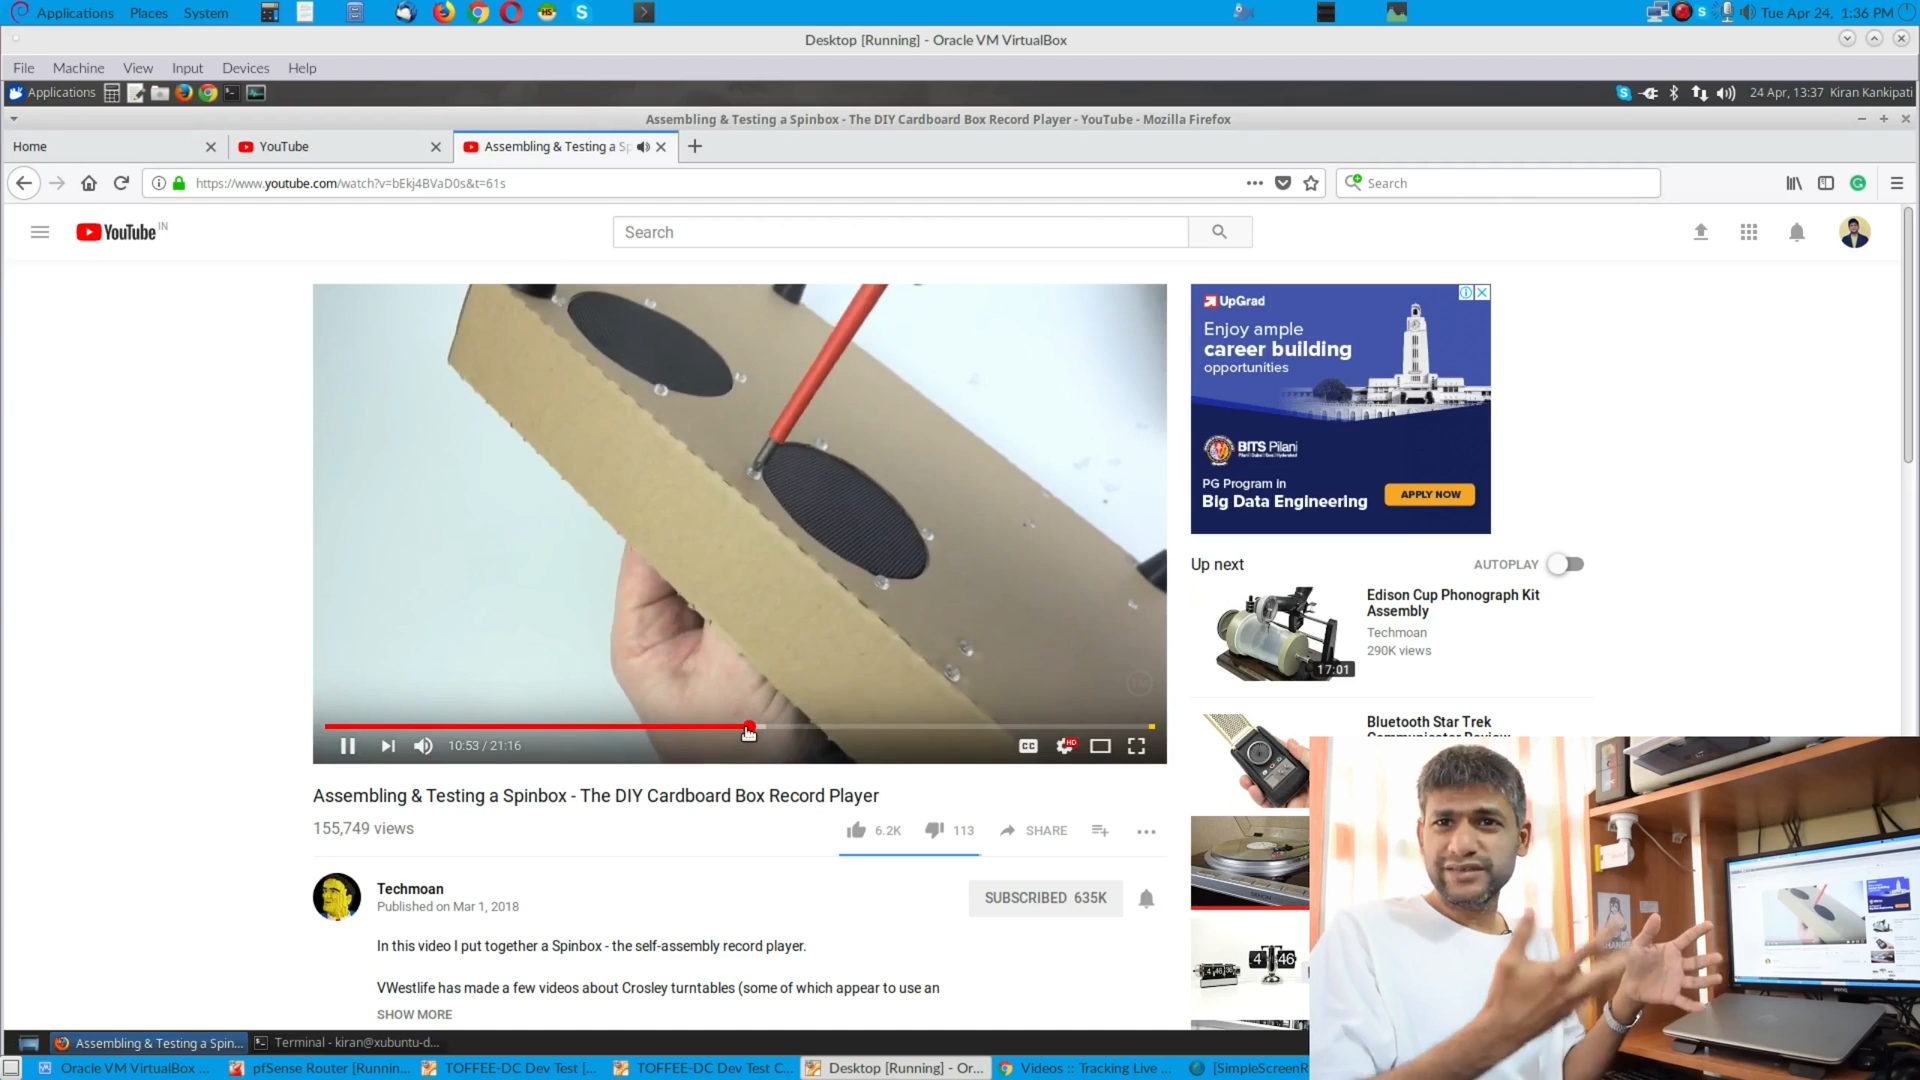 Applications Places System
Tue Apr 24, 1:36 PM
Desktop [Running] - Oracle VM VirtualBox
File Machine View Input Devices Help
Applications
24 Apr, 13:37 Kiran Kankipati
Assembling & Testing a Spinbox - The DIY Cardboard Box Record Player - YouTube - Mozilla Firefox
Home
YouTube
Assembling & Testing a Sp
https://www.youtube.com/watch?v=bEkj4BVaD0s&t=61s
Search
YouTube IN
Search
UpGrad
Enjoy ample
career building
opportunities
BITS Pilani
PG Program in
Big Data Engineering
APPLY NOW
Up next
AUTOPLAY
Edison Cup Phonograph Kit
Assembly
Techmoan
290K views
17:01
Bluetooth Star Trek
Communicator Review
10:53 / 21:16
CC
HD
Assembling & Testing a Spinbox - The DIY Cardboard Box Record Player
155,749 views
6.2K
113
SHARE
Techmoan
Published on Mar 1, 2018
SUBSCRIBED 635K
In this video I put together a Spinbox - the self-assembly record player.
VWestlife has made a few videos about Crosley turntables (some of which appear to use an
SHOW MORE
4 46
Assembling & Testing a Spin...
Terminal - kiran@xubuntu-d...
Oracle VM VirtualBox ...
pfSense Router [Runnin...
TOFFEE-DC Dev Test [...
TOFFEE-DC Dev Test C...
Desktop [Running] - Or...
Videos :: Tracking Live ...
[SimpleScreenR